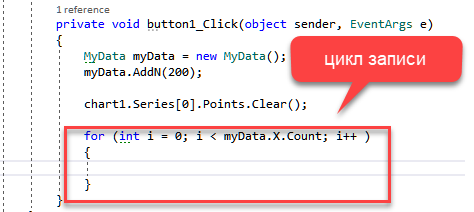 1 reference
private void button1_Click(object sender, EventArgs e)
{
MyData myData = new MyData();
myData.AddN(200);
цикл записи
chart1.Series[0].Points.Clear();
for (int i = 0; i < myData.X.Count; i++ )
{
}
}